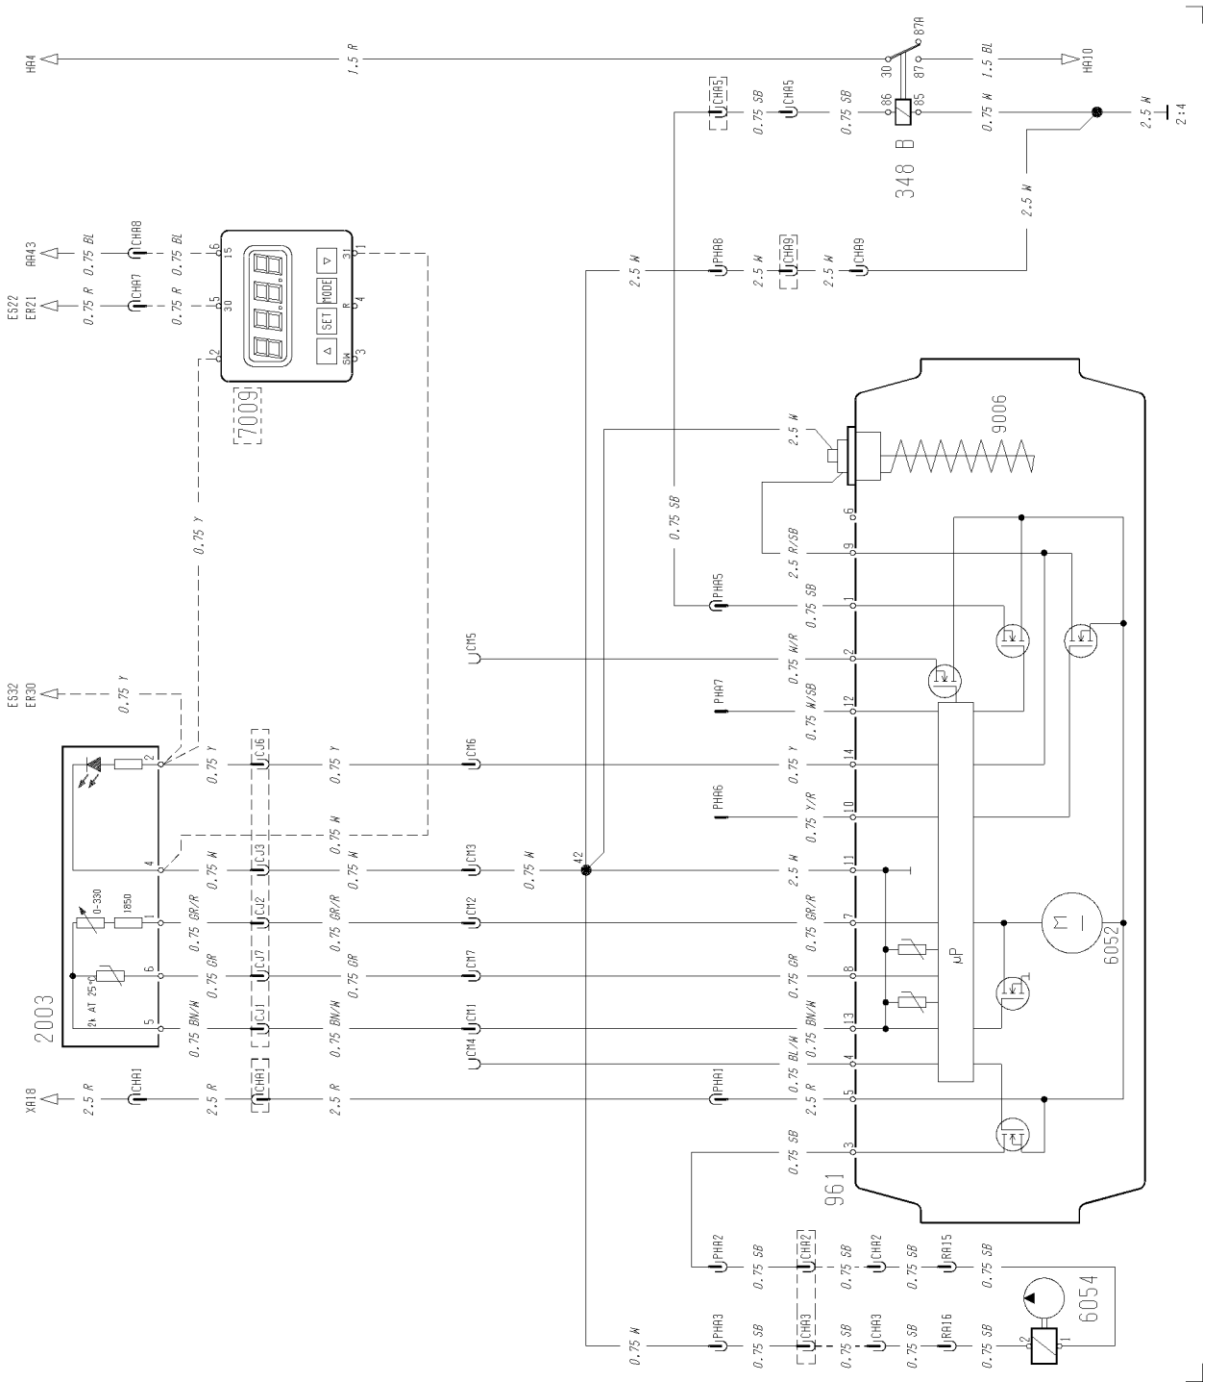 HA4
1.5 R
30
87A
87
1.5 BL
HA10
CHA5
0.75 SB
CHA5
0.75 SB
86
85
0.75 W
2.5 W
2:4
348 B
2.5 W
AA43
0.75 BL
CHA8
0.75 BL
6
15
31
1
ES22
ER21
0.75 R
CHA7
0.75 R
5
30
R
4
2
SW
3
SET
MODE
7009
2.5 W
PHA8
2.5 W
CHA9
2.5 W
CHA9
0.75 Y
0.75 SB
2.5 W
9006
6
2.5 R/SB
9
PHA5
0.75 SB
1
CM5
0.75 W/R
2
PHA7
0.75 W/SB
12
ES32
ER30
0.75 Y
2
0.75 Y
CJ6
0.75 Y
CM6
0.75 Y
14
PHA6
0.75 Y/R
10
0.75 W
4
0.75 W
CJ3
0.75 W
CM3
0.75 W
42
2.5 W
11
0-330
1850
1
0.75 GR/R
CJ2
0.75 GR/R
CM2
0.75 GR/R
7
2k AT 25°C
6
0.75 GR
CJ7
0.75 GR
CM7
0.75 GR
8
5
0.75 BN/W
CJ1
0.75 BN/W
CM1
0.75 BN/W
13
2003
CM4
0.75 BL/W
4
µP
M
6052
XA18
2.5 R
CHA1
2.5 R
CHA1
2.5 R
PHA1
2.5 R
5
0.75 SB
3
961
PHA2
0.75 SB
CHA2
0.75 SB
CHA2
0.75 SB
RA15
0.75 SB
0.75 W
PHA3
0.75 SB
CHA3
0.75 SB
CHA3
0.75 SB
RA16
0.75 SB
2
1
6054